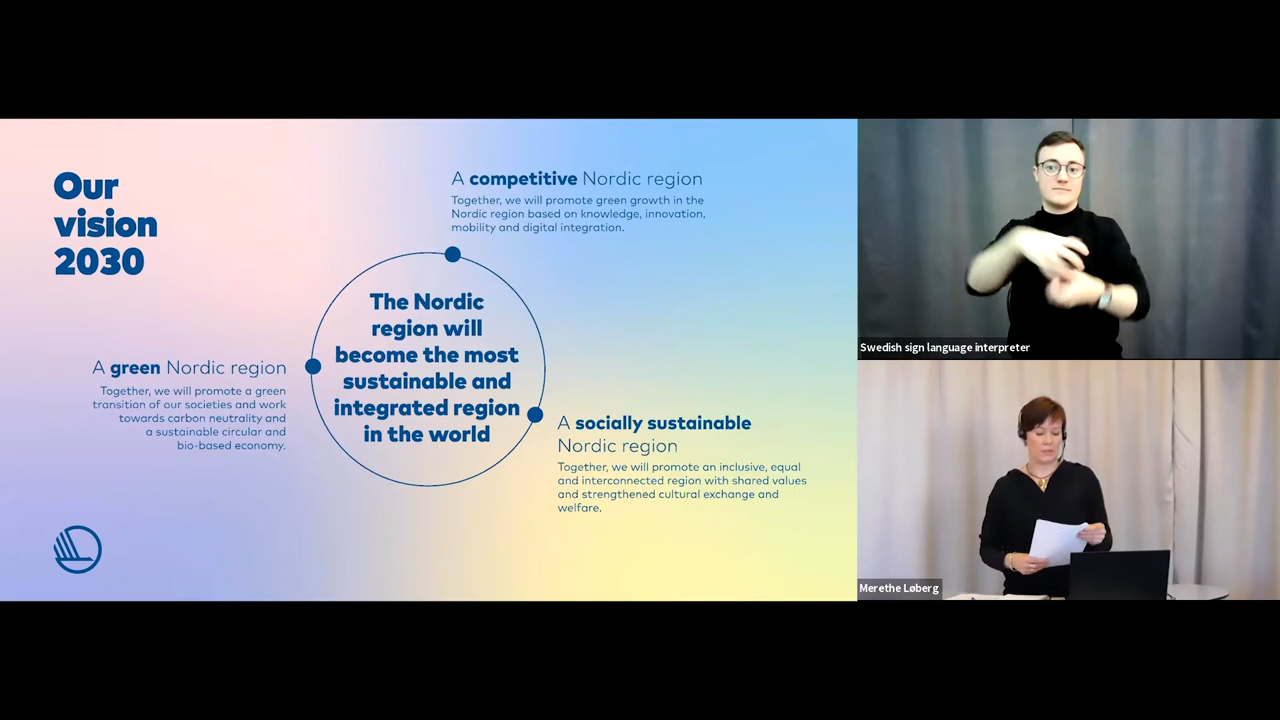 Our
vision
2030
A competitive Nordic region
Together, we will promote green growth in the
Nordic region based on knowledge, innovation,
mobility and digital integration.
The Nordic
region will
become the most
sustainable and
integrated region
in the world
A green Nordic region
Together, we will promote a green
transition of our societies and work
towards carbon neutrality and
a sustainable circular and
bio-based economy.
A socially sustainable
Nordic region
Together, we will promote an inclusive, equal
and interconnected region with shared values
and strengthened cultural exchange and
welfare.
Swedish sign language interpreter
Merethe Løberg